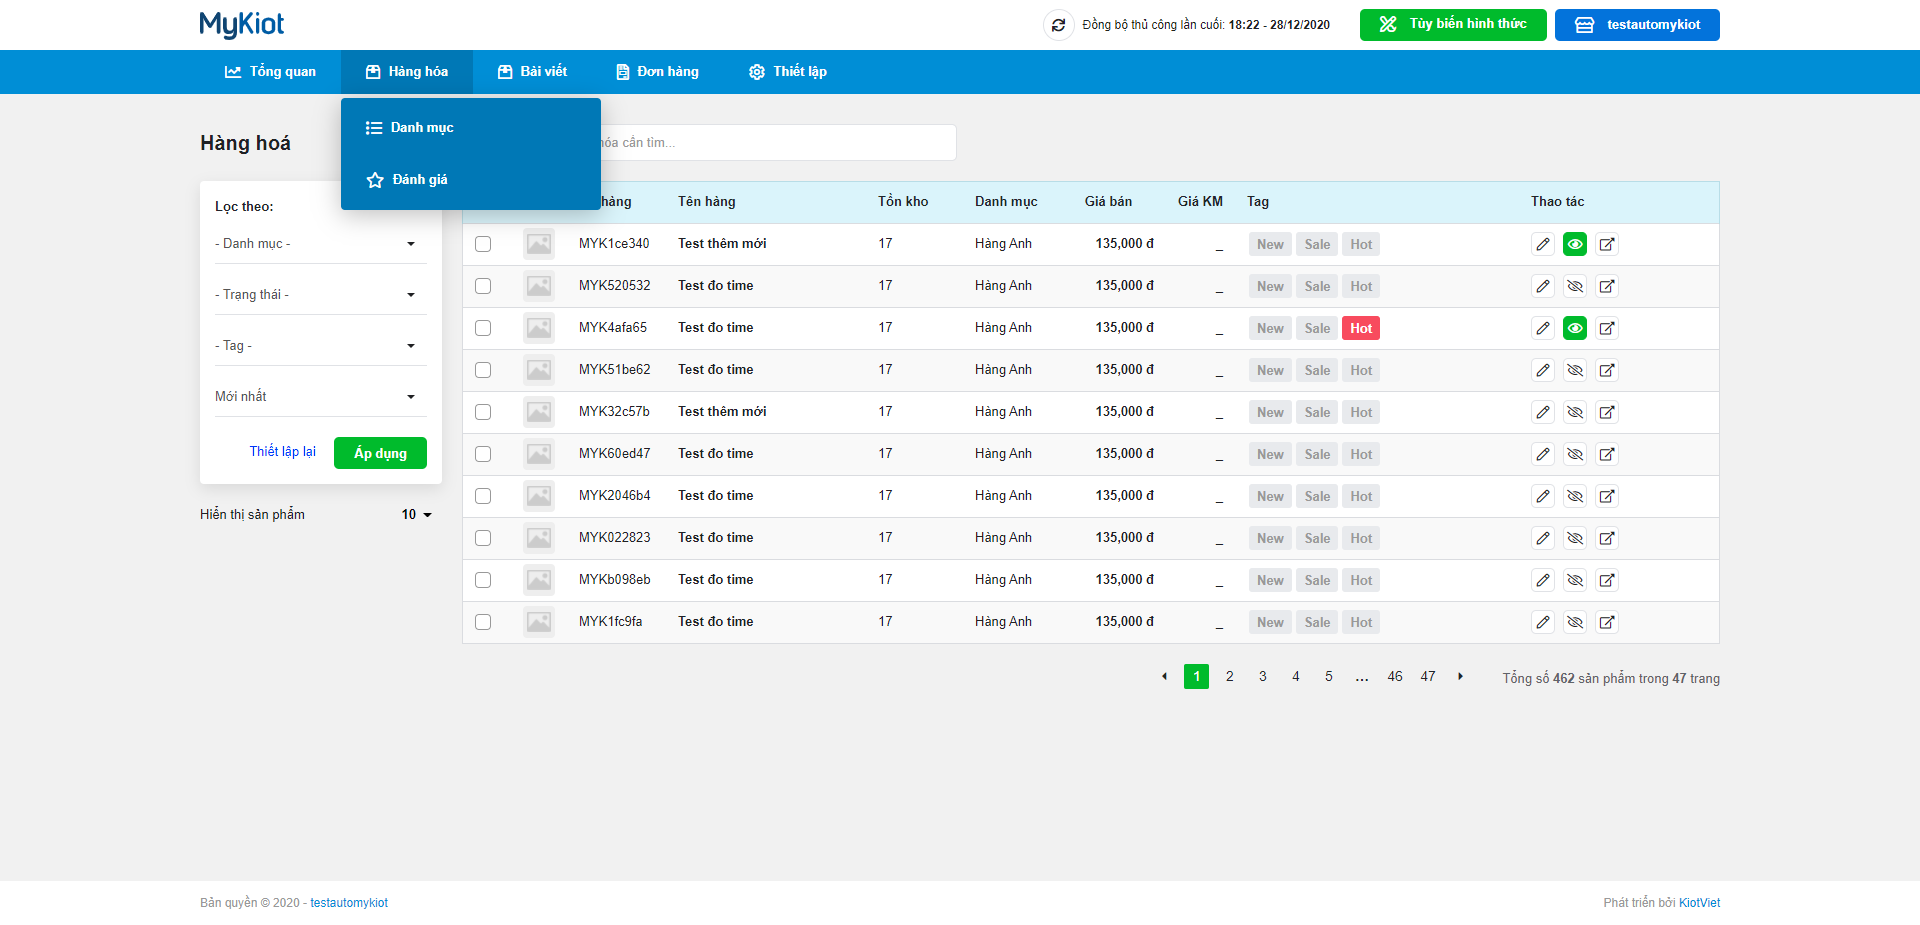 MyKiot
Đồng bộ thủ công lần cuối: 18:22 - 28/12/2020
Tùy biến hình thức
testautomykiot
Tổng quan
Hàng hóa
Bài viết
Đơn hàng
Thiết lập
Danh mục
Đánh giá
Hàng hoá
hóa cần tìm...
Lọc theo:
- Danh mục -
- Trạng thái -
- Tag -
Mới nhất
Thiết lập lại Áp dụng
Hiển thị sản phẩm 10
hàng Tên hàng Tồn kho Danh mục Giá bán Giá KM Tag Thao tác
MYK1ce340 Test thêm mới 17 Hàng Anh 135,000 đ _ New Sale Hot
MYK520532 Test đo time 17 Hàng Anh 135,000 đ _ New Sale Hot
MYK4afa65 Test đo time 17 Hàng Anh 135,000 đ _ New Sale Hot
MYK51be62 Test đo time 17 Hàng Anh 135,000 đ _ New Sale Hot
MYK32c57b Test thêm mới 17 Hàng Anh 135,000 đ _ New Sale Hot
MYK60ed47 Test đo time 17 Hàng Anh 135,000 đ _ New Sale Hot
MYK2046b4 Test đo time 17 Hàng Anh 135,000 đ _ New Sale Hot
MYK022823 Test đo time 17 Hàng Anh 135,000 đ _ New Sale Hot
MYKb098eb Test đo time 17 Hàng Anh 135,000 đ _ New Sale Hot
MYK1fc9fa Test đo time 17 Hàng Anh 135,000 đ _ New Sale Hot
1 2 3 4 5 ... 46 47
Tổng số 462 sản phẩm trong 47 trang
Bản quyền © 2020 - testautomykiot
Phát triển bởi KiotViet